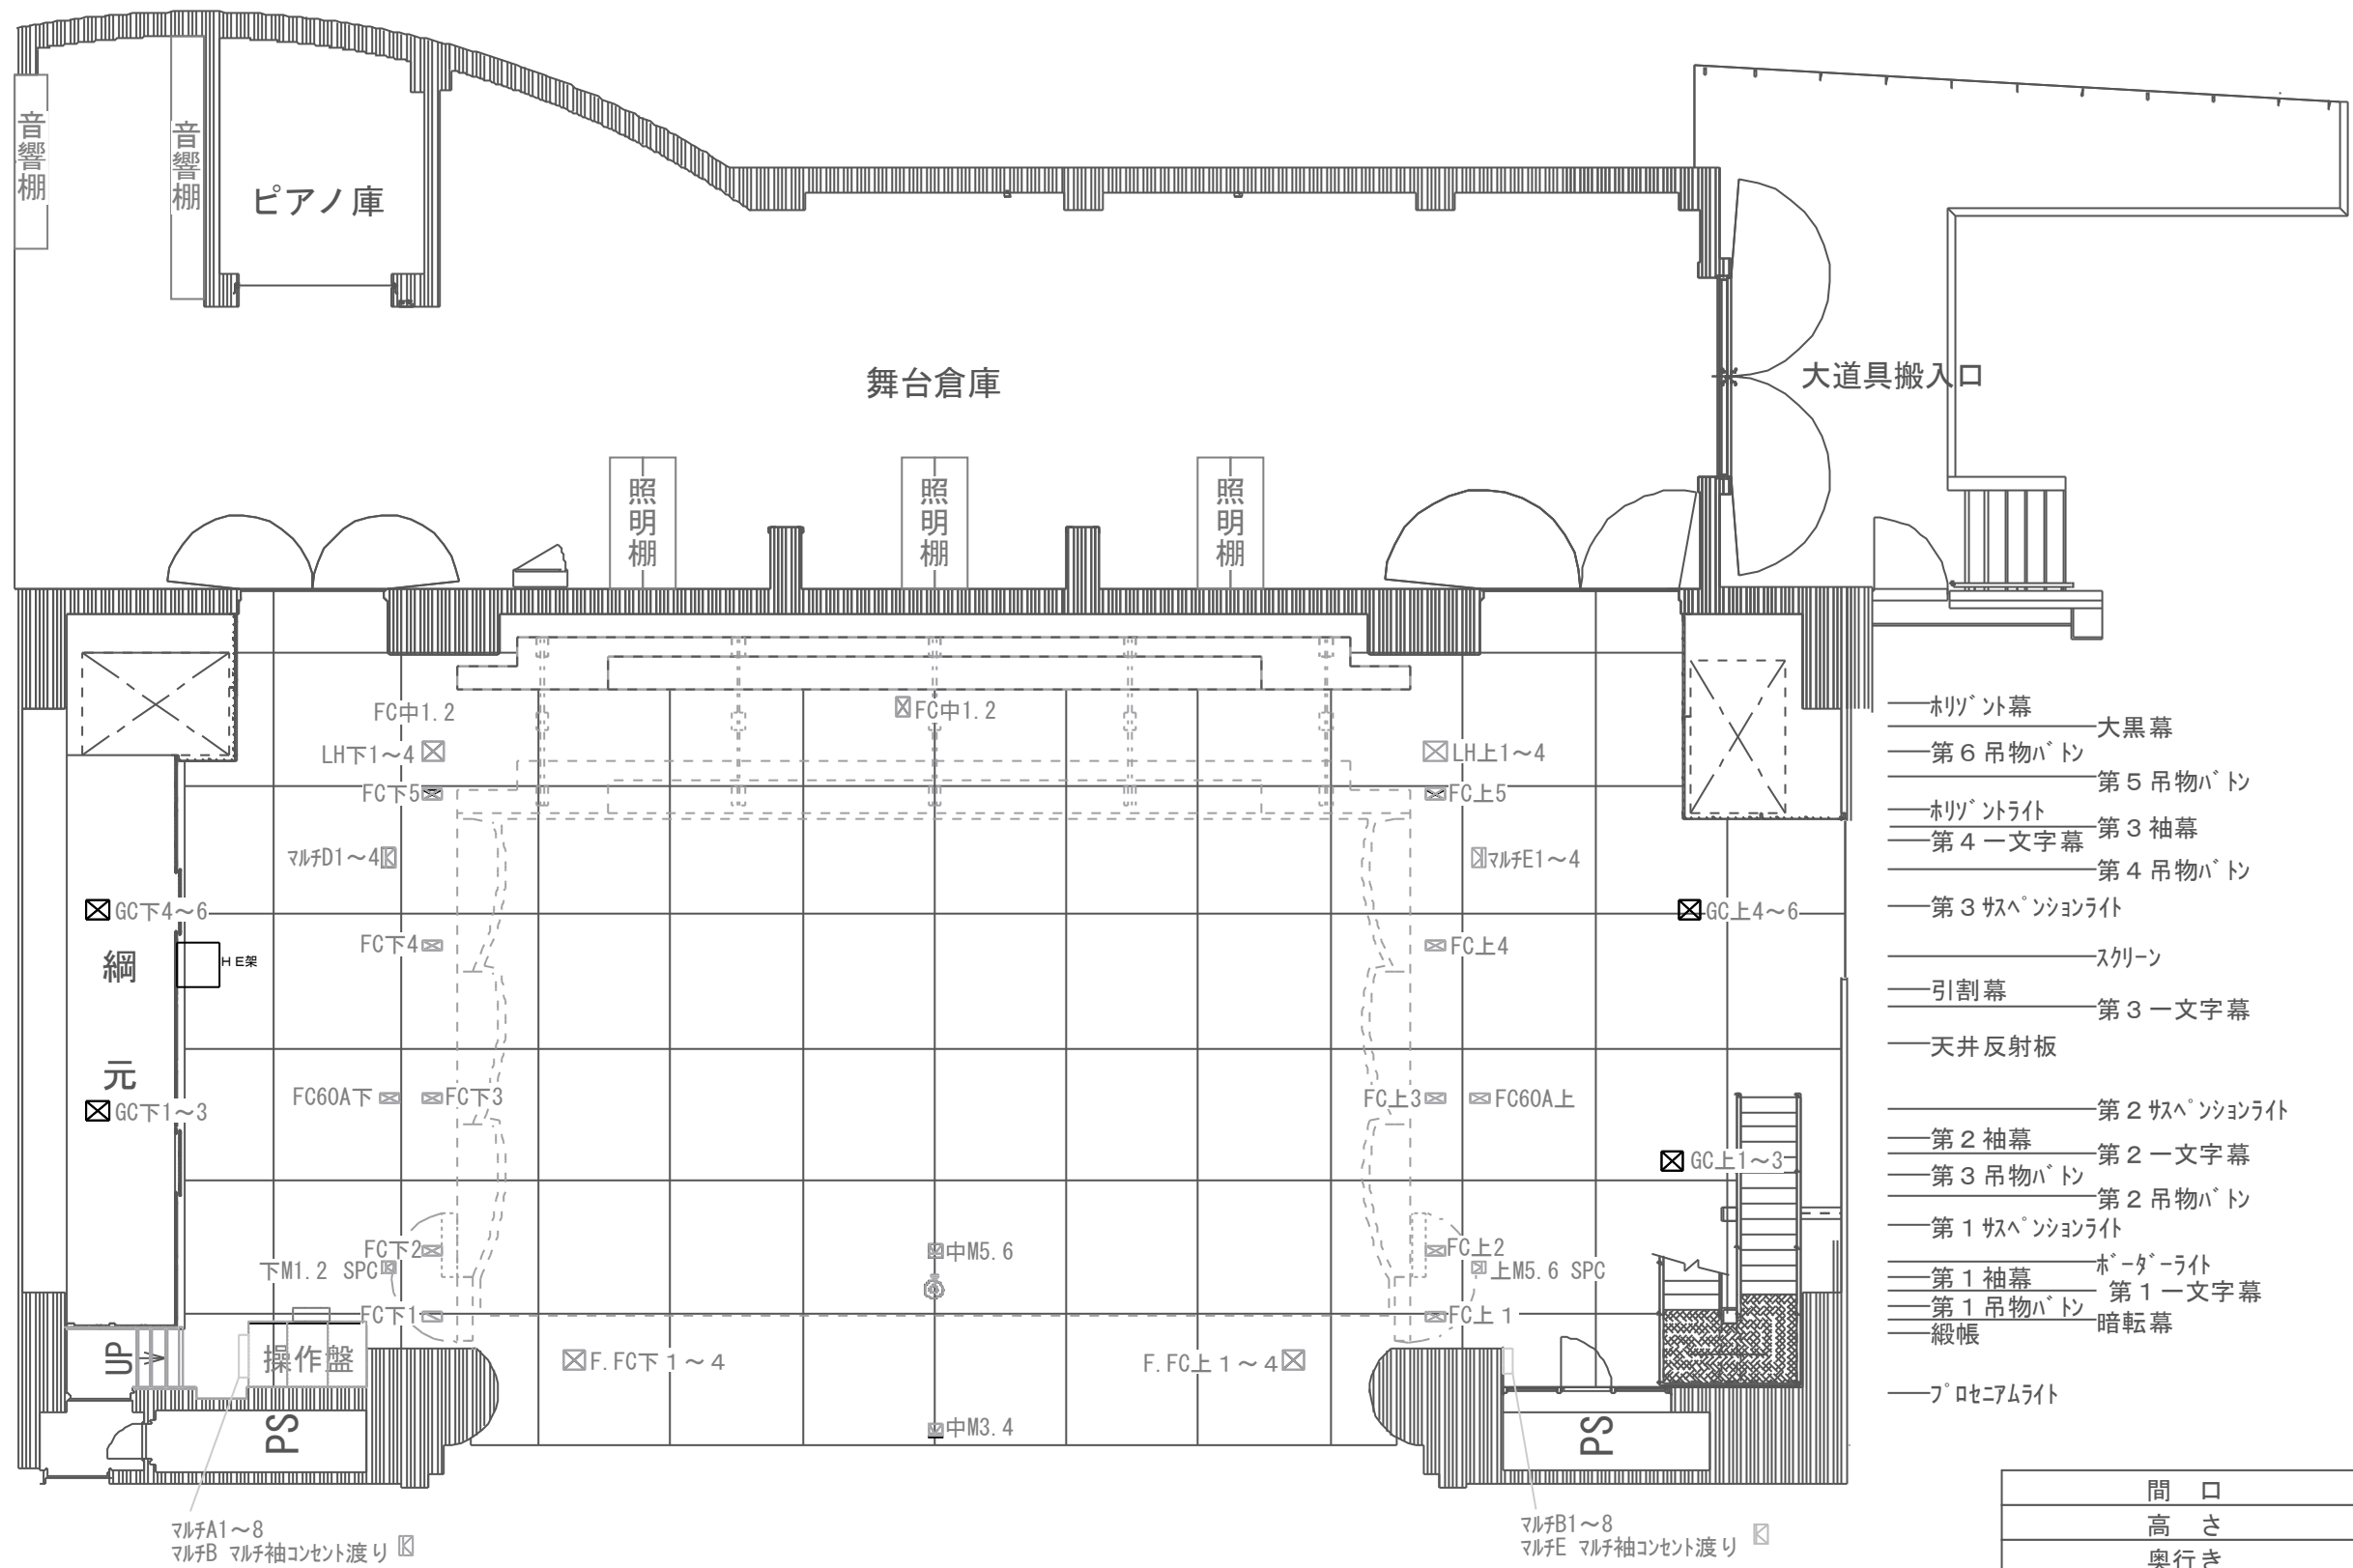 音響棚
音響棚
ピアノ庫
舞台倉庫
大道具搬入口
照明棚
照明棚
照明棚
FC中1.2
FC中1.2
LH下1～4
LH上1～4
FC下5
FC上5
マルチD1～4
マルチE1～4
GC下4～6
GC上4～6
FC下4
FC上4
綱元
HE架
GC下1～3
FC60A下
FC下3
FC上3
FC60A上
GC上1～3
FC下2
中M5.6
FC上2
下M1.2 SPC
上M5.6 SPC
FC下1
FC上1
UP
操作盤
F.FC下1～4
F.FC上1～4
PS
中M3.4
PS
マルチA1～8
マルチB マルチ袖コンセント渡り
マルチB1～8
マルチE マルチ袖コンセント渡り
ホリゾント幕
大黒幕
第6吊物バトン
第5吊物バトン
ホリゾントライト
第3袖幕
第4一文字幕
第4吊物バトン
第3サスペンションライト
スクリーン
引割幕
第3一文字幕
天井反射板
第2サスペンションライト
第2袖幕
第2一文字幕
第3吊物バトン
第2吊物バトン
第1サスペンションライト
ボーダーライト
第1袖幕
第1一文字幕
第1吊物バトン
暗転幕
緞帳
プロセニアムライト
間口
高さ
奥行き